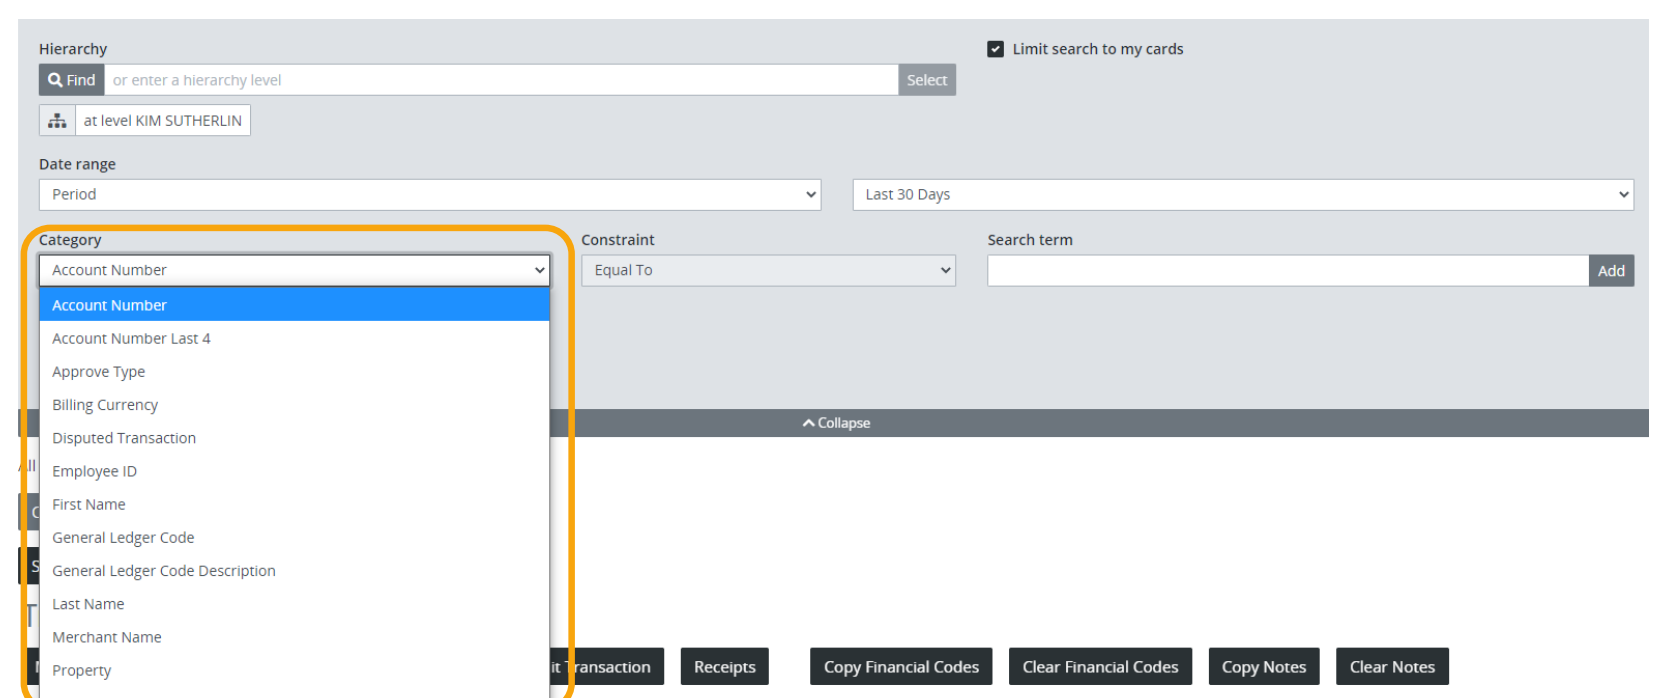 Hierarchy
Limit search to my cards
Find or enter a hierarchy level Select
at level KIM SUTHERLIN
Date range
Period Last 30 Days
Category Constraint Search term
Account Number Equal To Add
Account Number
Account Number Last 4
Approve Type
Billing Currency
Collapse
Disputed Transaction
All
Employee ID
First Name
General Ledger Code
General Ledger Code Description
Last Name
Merchant Name
Property
Transaction Receipts Copy Financial Codes Clear Financial Codes Copy Notes Clear Notes